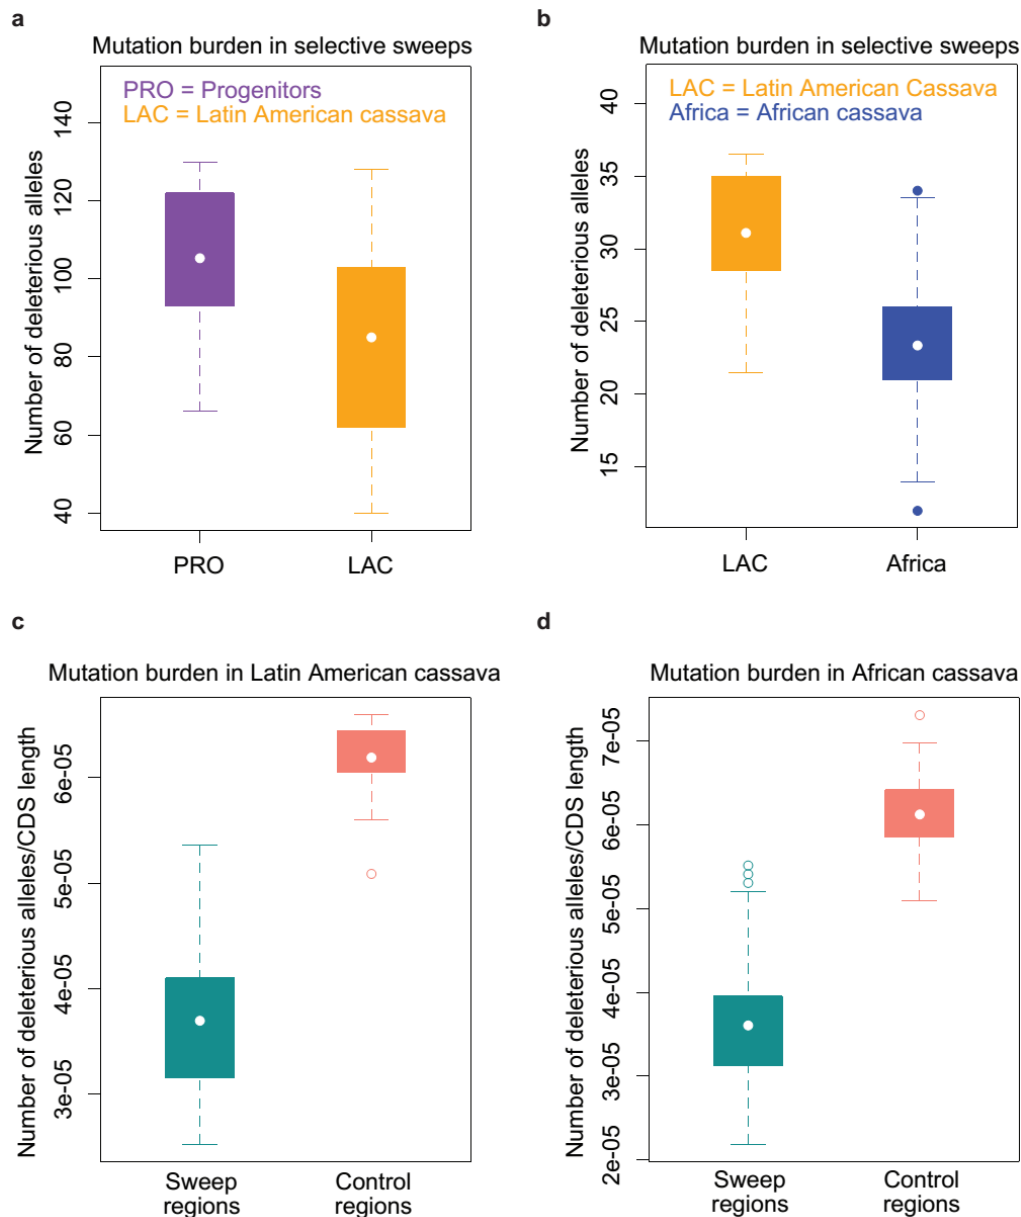 a
Mutation burden in selective sweeps
PRO = Progenitors
LAC = Latin American cassava
Number of deleterious alleles
140
120
100
80
60
40
PRO LAC
b
Mutation burden in selective sweeps
LAC = Latin American Cassava
Africa = African cassava
Number of deleterious alleles
40
35
30
25
20
15
LAC Africa
c
Mutation burden in Latin American cassava
Number of deleterious alleles/CDS length
6e-05
5e-05
4e-05
3e-05
Sweep regions
Control regions
d
Mutation burden in African cassava
Number of deleterious alleles/CDS length
7e-05
6e-05
5e-05
4e-05
3e-05
2e-05
Sweep regions
Control regions